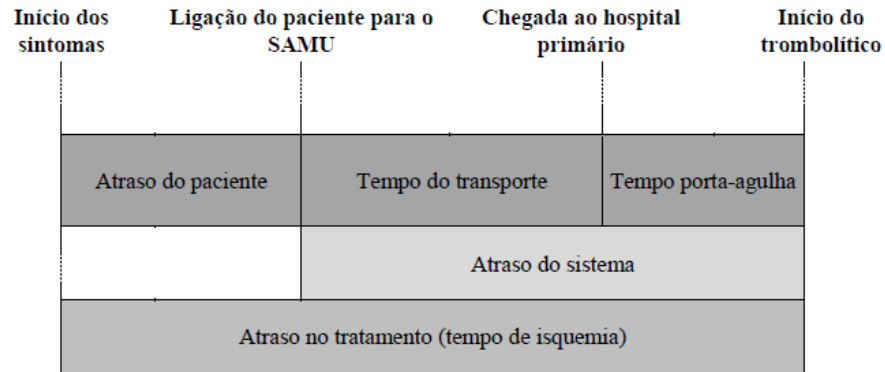 Início dos
sintomas
Ligação do paciente para o
SAMU
Chegada ao hospital
primário
Início do
trombolítico
Atraso do paciente
Tempo do transporte
Tempo porta-agulha
Atraso do sistema
Atraso no tratamento (tempo de isquemia)